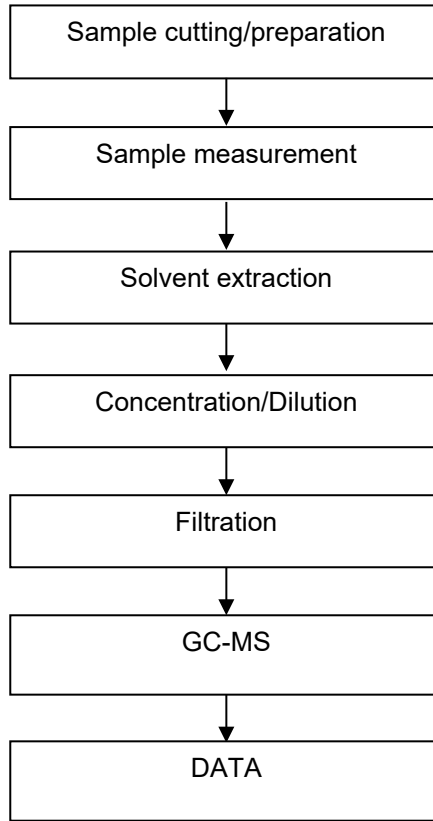 Sample cutting/preparation
Sample measurement
Solvent extraction
Concentration/Dilution
Filtration
GC-MS
DATA